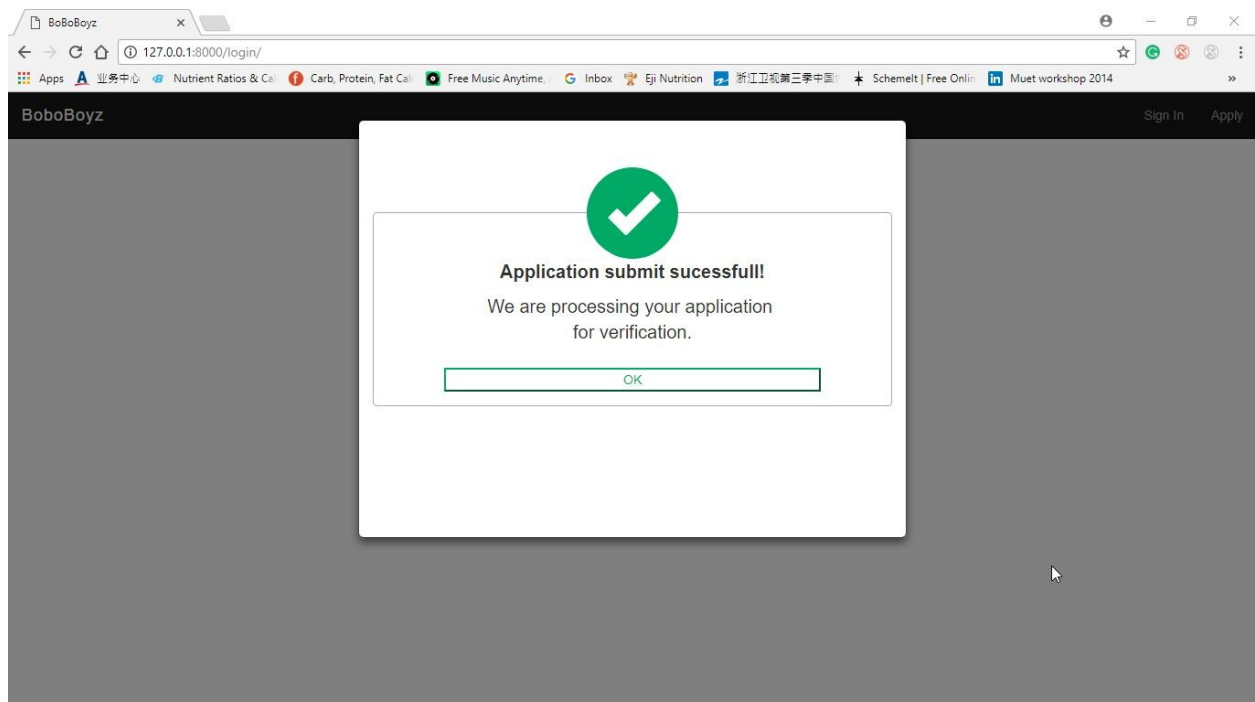 BoBoBoyz
127.0.0.1:8000/login/
Apps 业务中心 Nutrient Ratios & Cal Carb, Protein, Fat Calc Free Music Anytime, Inbox Eji Nutrition 浙江卫视第三季中国 Schemelt | Free Onlin Muet workshop 2014 »
BoboBoyz Sign In Apply
Application submit sucessfull!
We are processing your application
for verification.
OK